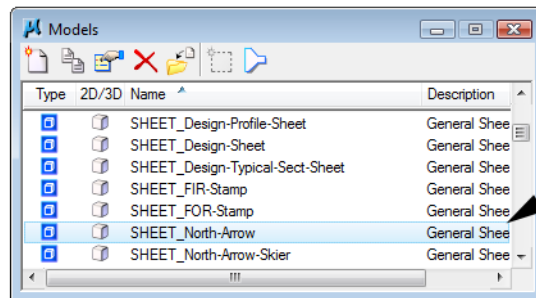 Models
Type 2D/3D Name Description
SHEET_Design-Profile-Sheet General Shee
SHEET_Design-Sheet General Shee
SHEET_Design-Typical-Sect-Sheet General Shee
SHEET_FIR-Stamp General Shee
SHEET_FOR-Stamp General Shee
SHEET_North-Arrow General Shee
SHEET_North-Arrow-Skier General Shee